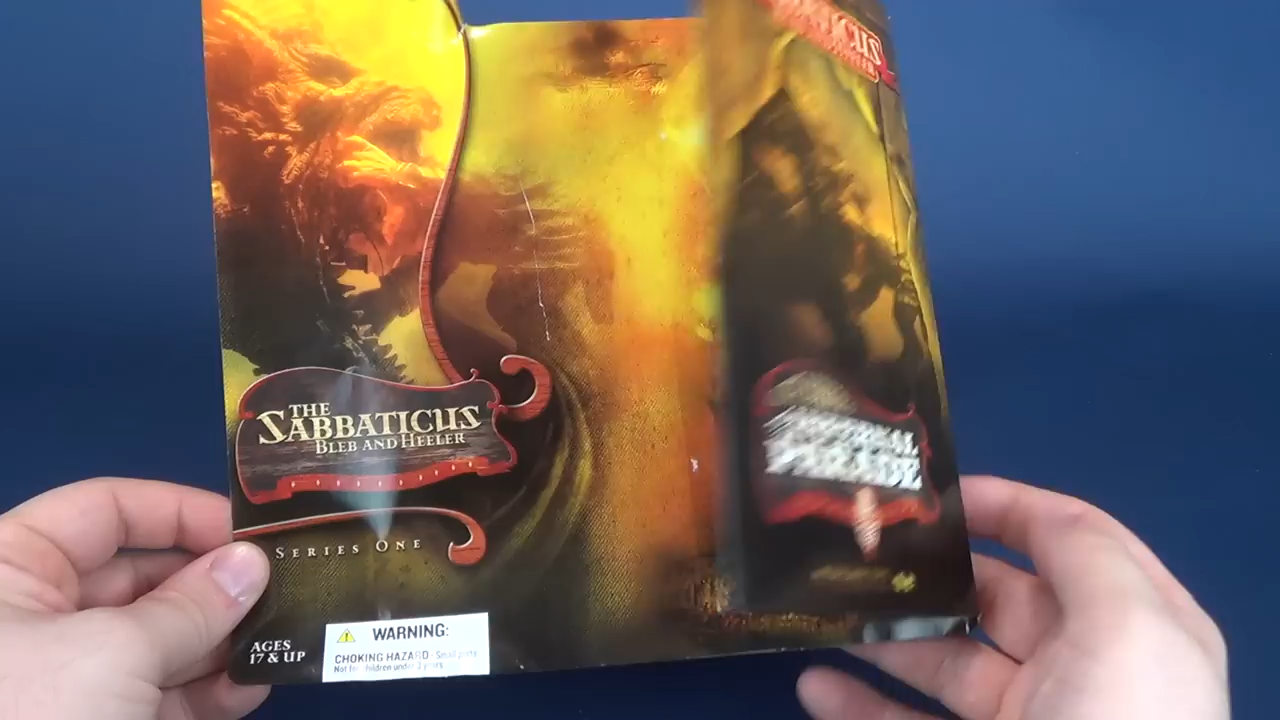 THE
SABBATICUS
BLEB AND HEELER
SERIES ONE
AGES
17 & UP
WARNING:
CHOKING HAZARD - Small parts
Not for children under 3 years
PARADE